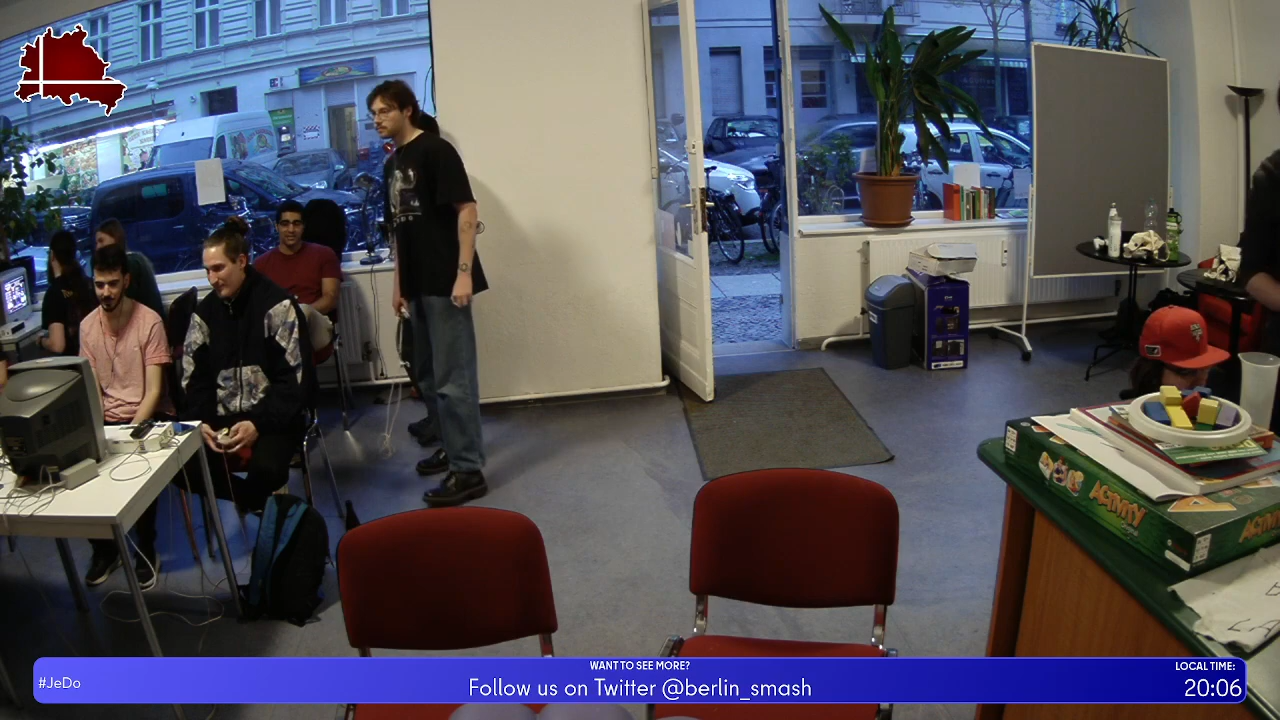 ACTIVITY
ACTIVITY
WANT TO SEE MORE?
LOCAL TIME:
#JeDo
Follow us on Twitter @berlin_smash
20:06